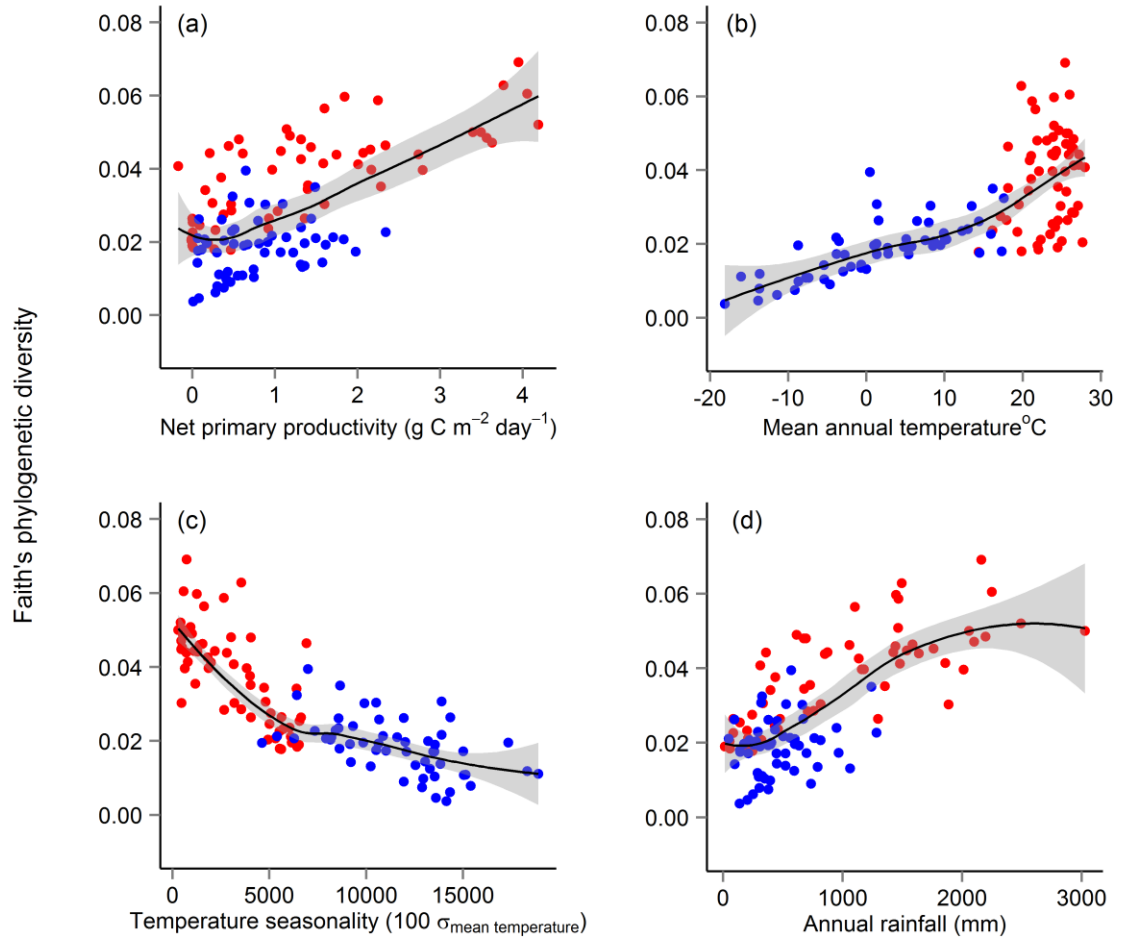 Faith's phylogenetic diversity
(a)
0.08
0.06
0.04
0.02
0.00
0 1 2 3 4
Net primary productivity (g C m⁻² day⁻¹)
(b)
0.08
0.06
0.04
0.02
0.00
-20 -10 0 10 20 30
Mean annual temperature°C
(c)
0.08
0.06
0.04
0.02
0.00
0 5000 10000 15000
Temperature seasonality (100 σmean temperature)
(d)
0.08
0.06
0.04
0.02
0.00
0 1000 2000 3000
Annual rainfall (mm)